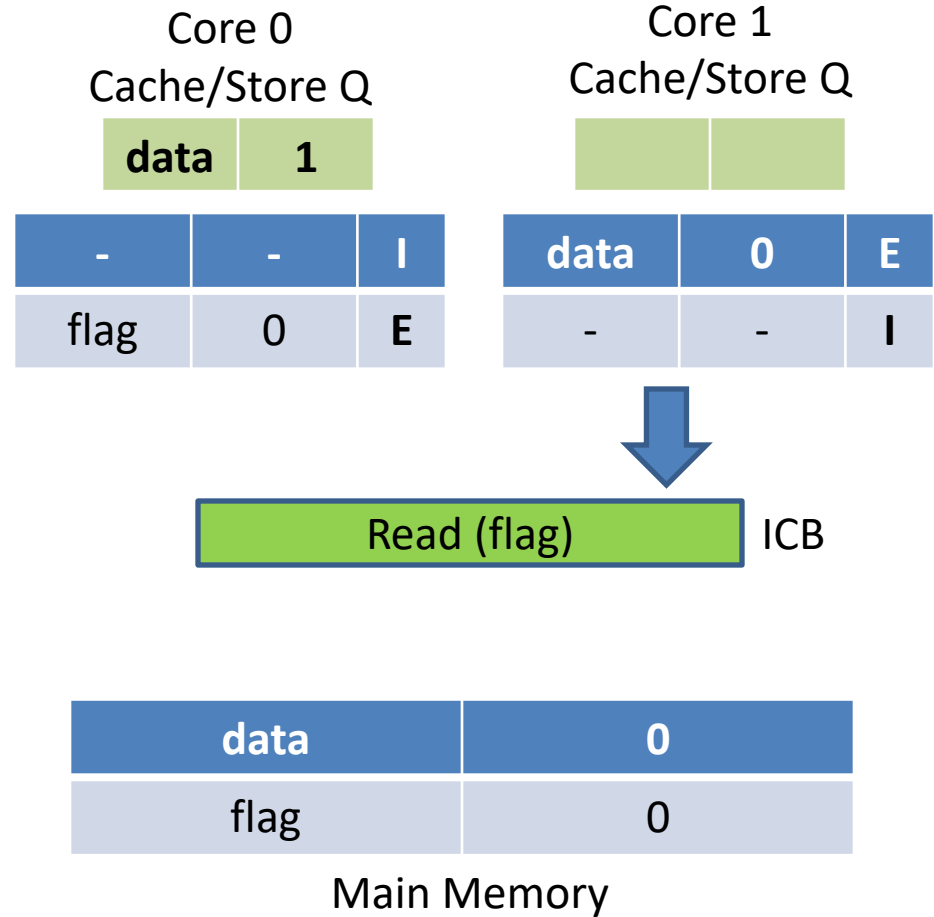 Core 0
Cache/Store Q
data 1
- - I
flag 0 E
Core 1
Cache/Store Q
data 0 E
- - I
Read (flag) ICB
data 0
flag 0
Main Memory